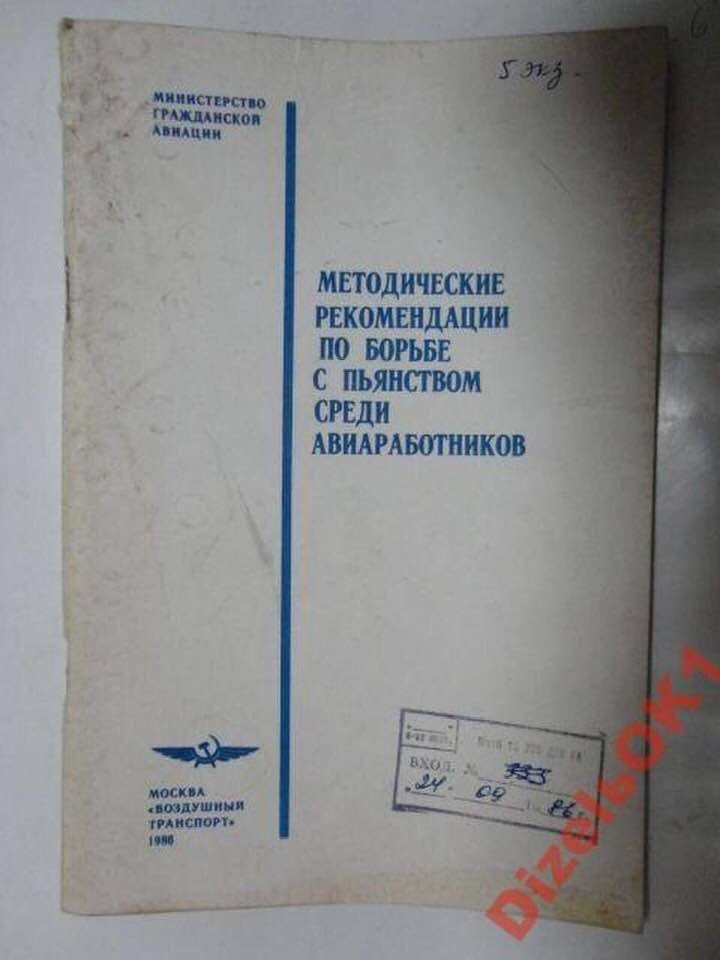 5 экз.
МИНИСТЕРСТВО
ГРАЖДАНСКОЙ
АВИАЦИИ
МЕТОДИЧЕСКИЕ
РЕКОМЕНДАЦИИ
ПО БОРЬБЕ
С ПЬЯНСТВОМ
СРЕДИ
АВИАРАБОТНИКОВ
МОСКВА
«ВОЗДУШНЫЙ
ТРАНСПОРТ»
1986
ВХОД. № 333
"24" 09 86 г.
DizelьOK1